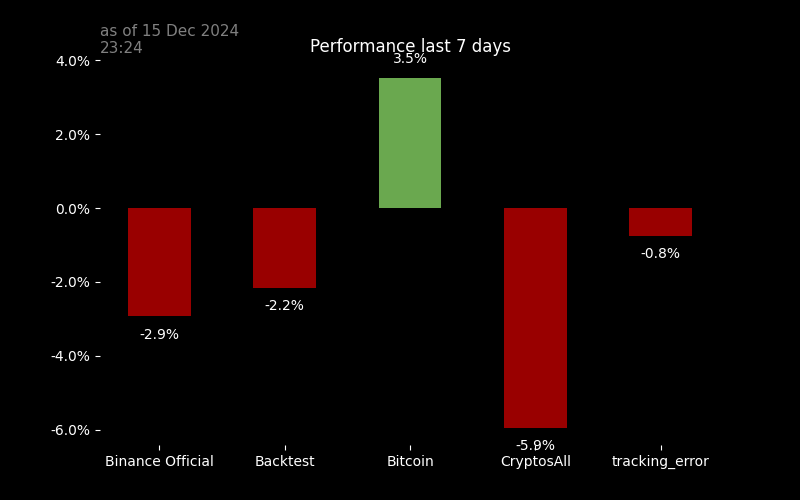 as of 15 Dec 2024
23:24
Performance last 7 days
4.0%
3.5%
2.0%
0.0%
-0.8%
-2.0%
-2.2%
-2.9%
-4.0%
-6.0%
-5.9%
Binance Official
Backtest
Bitcoin
CryptosAll
tracking_error